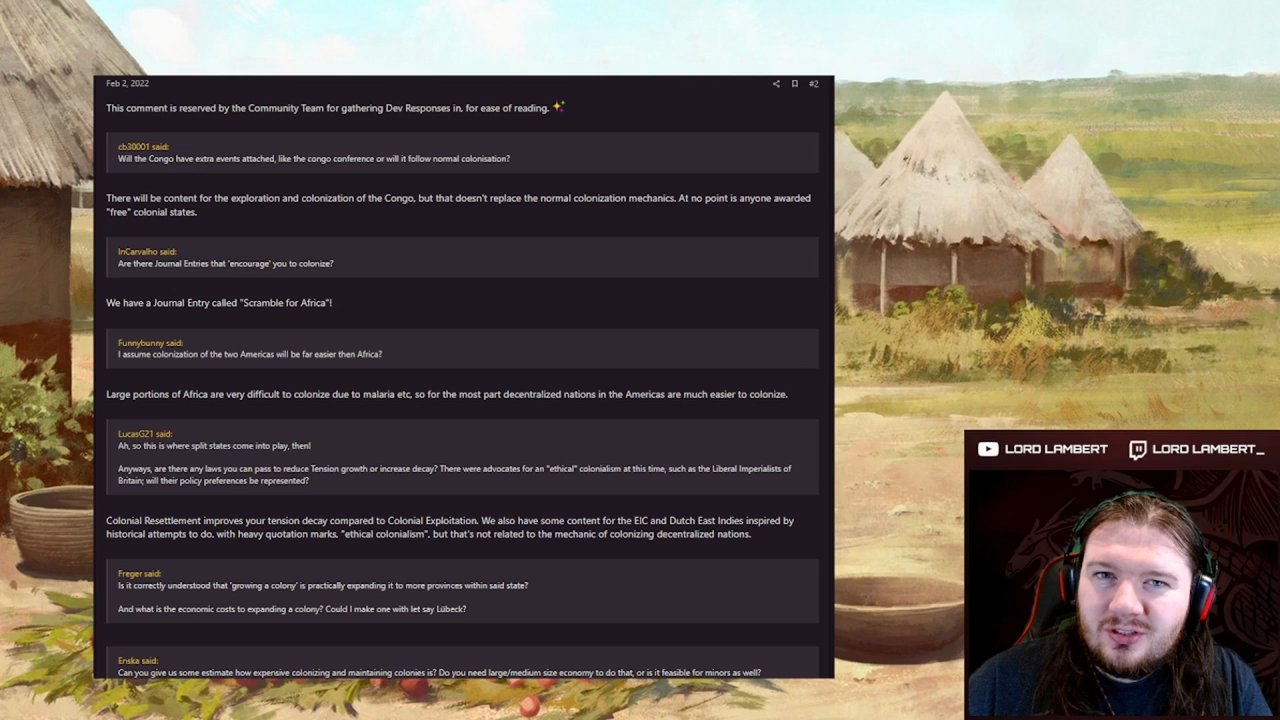 Feb 2, 2022
#2
This comment is reserved by the Community Team for gathering Dev Responses in, for ease of reading.
cb30001 said:
Will the Congo have extra events attached, like the congo conference or will it follow normal colonisation?
There will be content for the exploration and colonization of the Congo, but that doesn't replace the normal colonization mechanics. At no point is anyone awarded
"free" colonial states.
InCarvalho said:
Are there Journal Entries that 'encourage' you to colonize?
We have a Journal Entry called "Scramble for Africa"!
Funnybunny said:
I assume colonization of the two Americas will be far easier then Africa?
Large portions of Africa are very difficult to colonize due to malaria etc, so for the most part decentralized nations in the Americas are much easier to colonize.
LucasG21 said:
Ah, so this is where split states come into play, then!
Anyways, are there any laws you can pass to reduce Tension growth or increase decay? There were advocates for an "ethical" colonialism at this time, such as the Liberal Imperialists of
Britain; will their policy preferences be represented?
Colonial Resettlement improves your tension decay compared to Colonial Exploitation. We also have some content for the EIC and Dutch East Indies inspired by
historical attempts to do, with heavy quotation marks, "ethical colonialism", but that's not related to the mechanic of colonizing decentralized nations.
Freger said:
Is it correctly understood that 'growing a colony' is practically expanding it to more provinces within said state?
And what is the economic costs to expanding a colony? Could I make one with let say Lübeck?
Enska said:
Can you give us some estimate how expensive colonizing and maintaining colonies is? Do you need large/medium size economy to do that, or is it feasible for minors as well?
LORD LAMBERT
LORD LAMBERT_